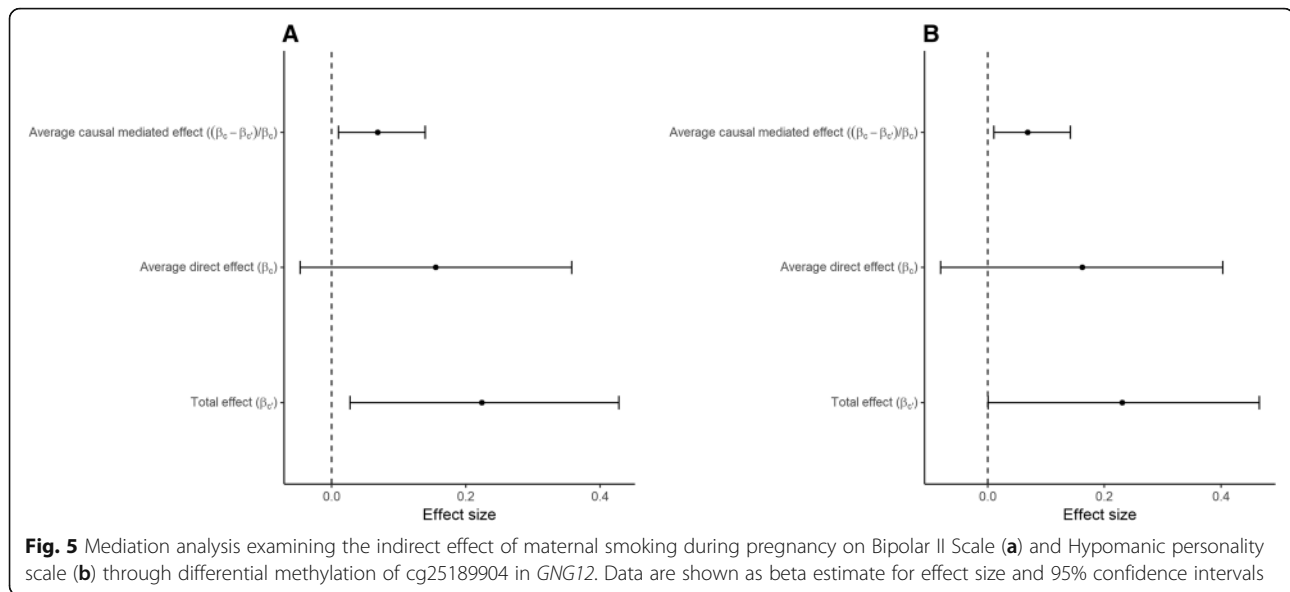 A
Average causal mediated effect ((βc − βc')/βc)
Average direct effect (βc)
Total effect (βc')
0.0 0.2 0.4
Effect size
B
Average causal mediated effect ((βc − βc')/βc)
Average direct effect (βc)
Total effect (βc')
0.0 0.2 0.4
Effect size
Fig. 5 Mediation analysis examining the indirect effect of maternal smoking during pregnancy on Bipolar II Scale (a) and Hypomanic personality
scale (b) through differential methylation of cg25189904 in GNG12. Data are shown as beta estimate for effect size and 95% confidence intervals